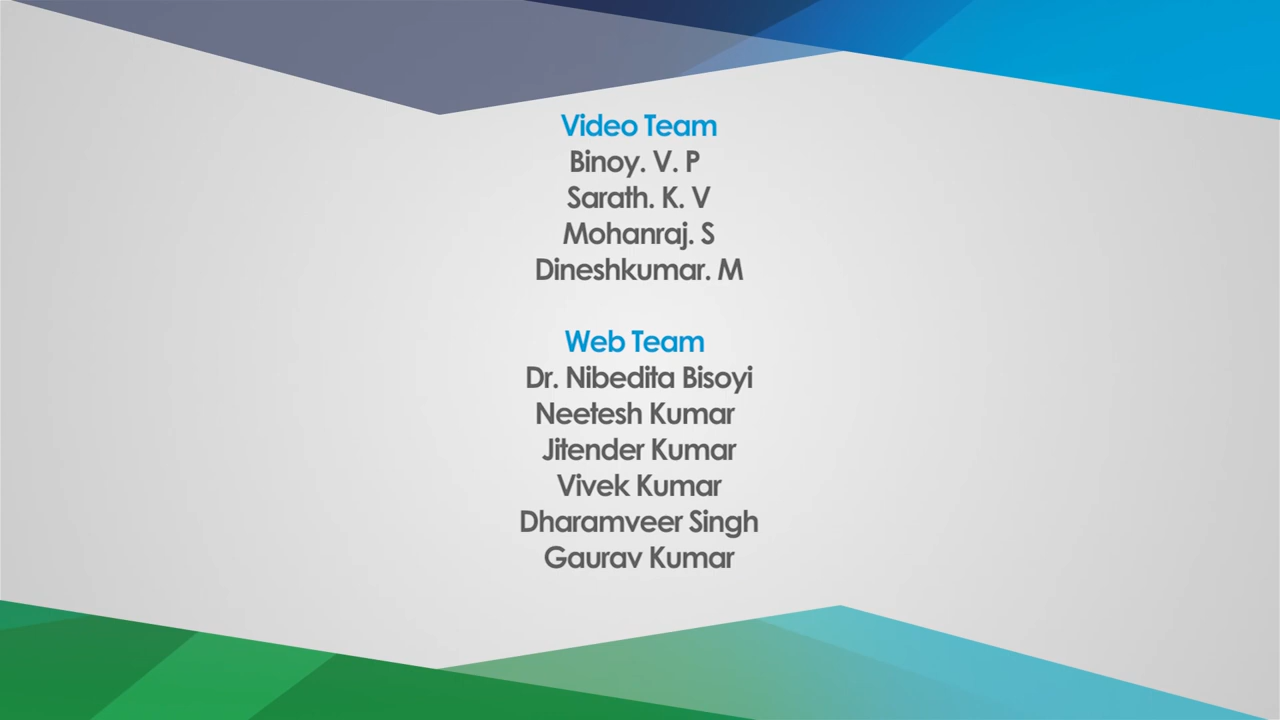 Video Team
Binoy. V. P
Sarath. K. V
Mohanraj. S
Dineshkumar. M
Web Team
Dr. Nibedita Bisoyi
Neetesh Kumar
Jitender Kumar
Vivek Kumar
Dharamveer Singh
Gaurav Kumar